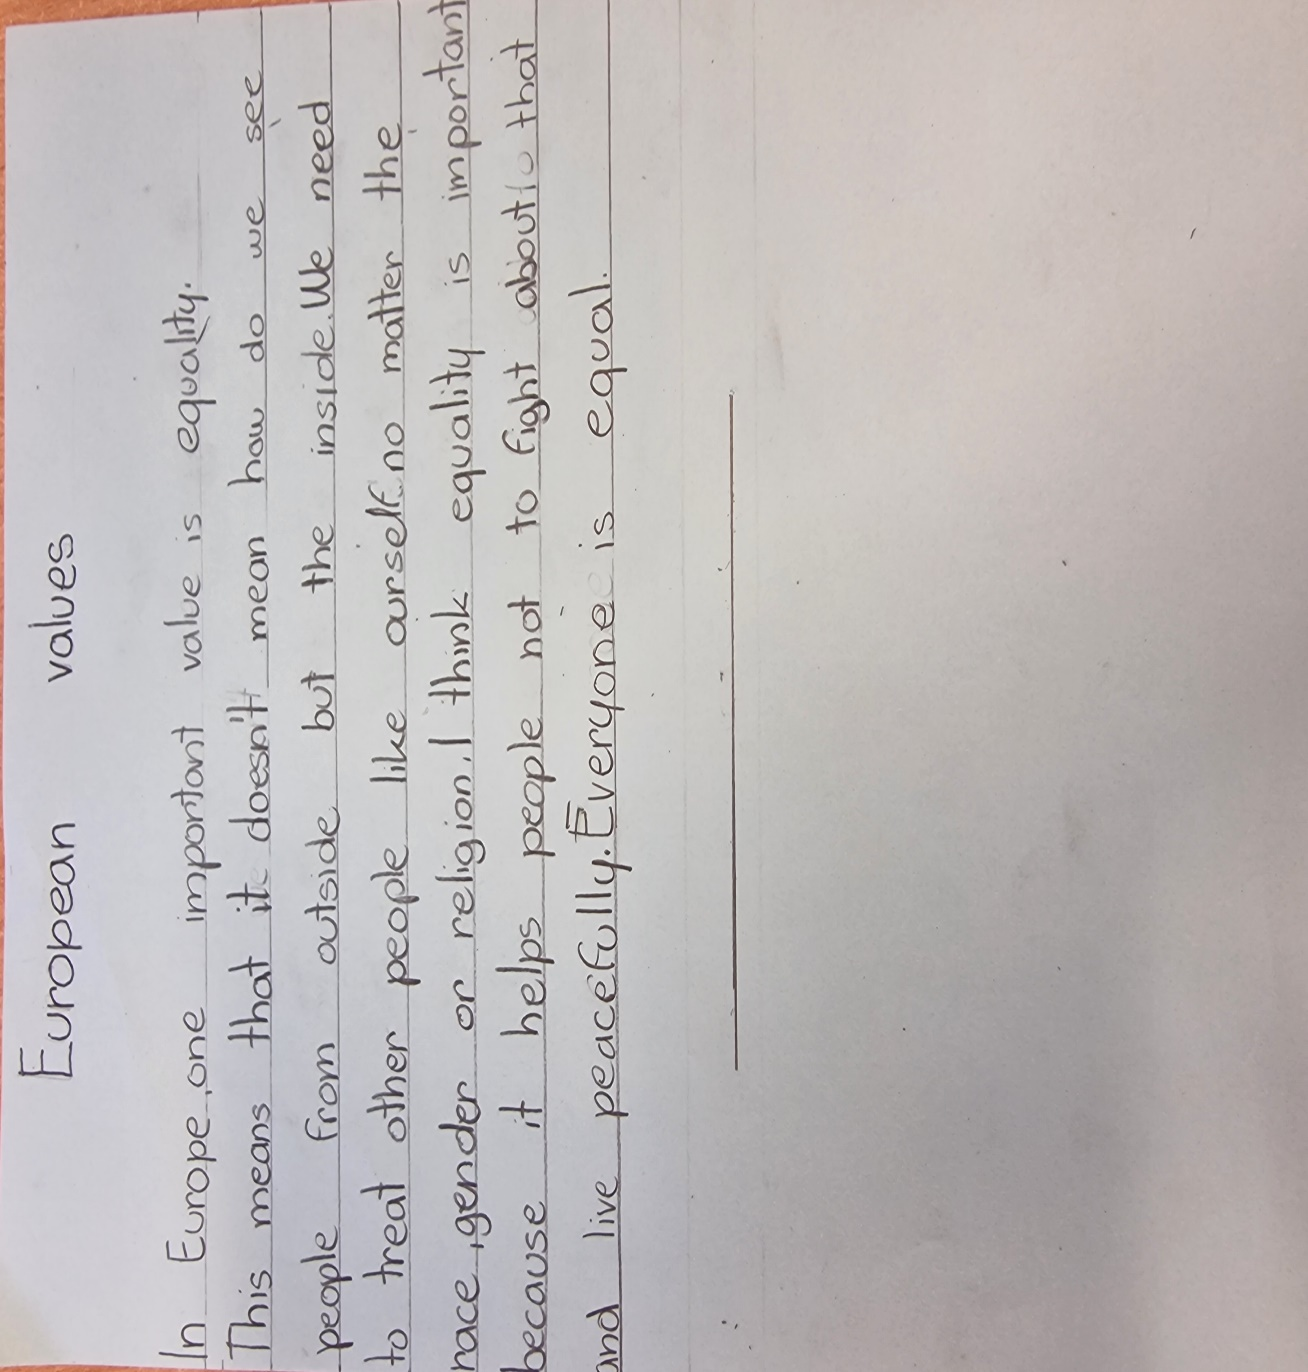 European values
In Europe, one important value is equality.
This means that it doesn't mean how do we see
people from outside but the inside. We need
to treat other people like ourself no matter the
race, gender or religion. I think equality is important
because it helps people not to fight about that
and live peacefully. Everyone is equal.